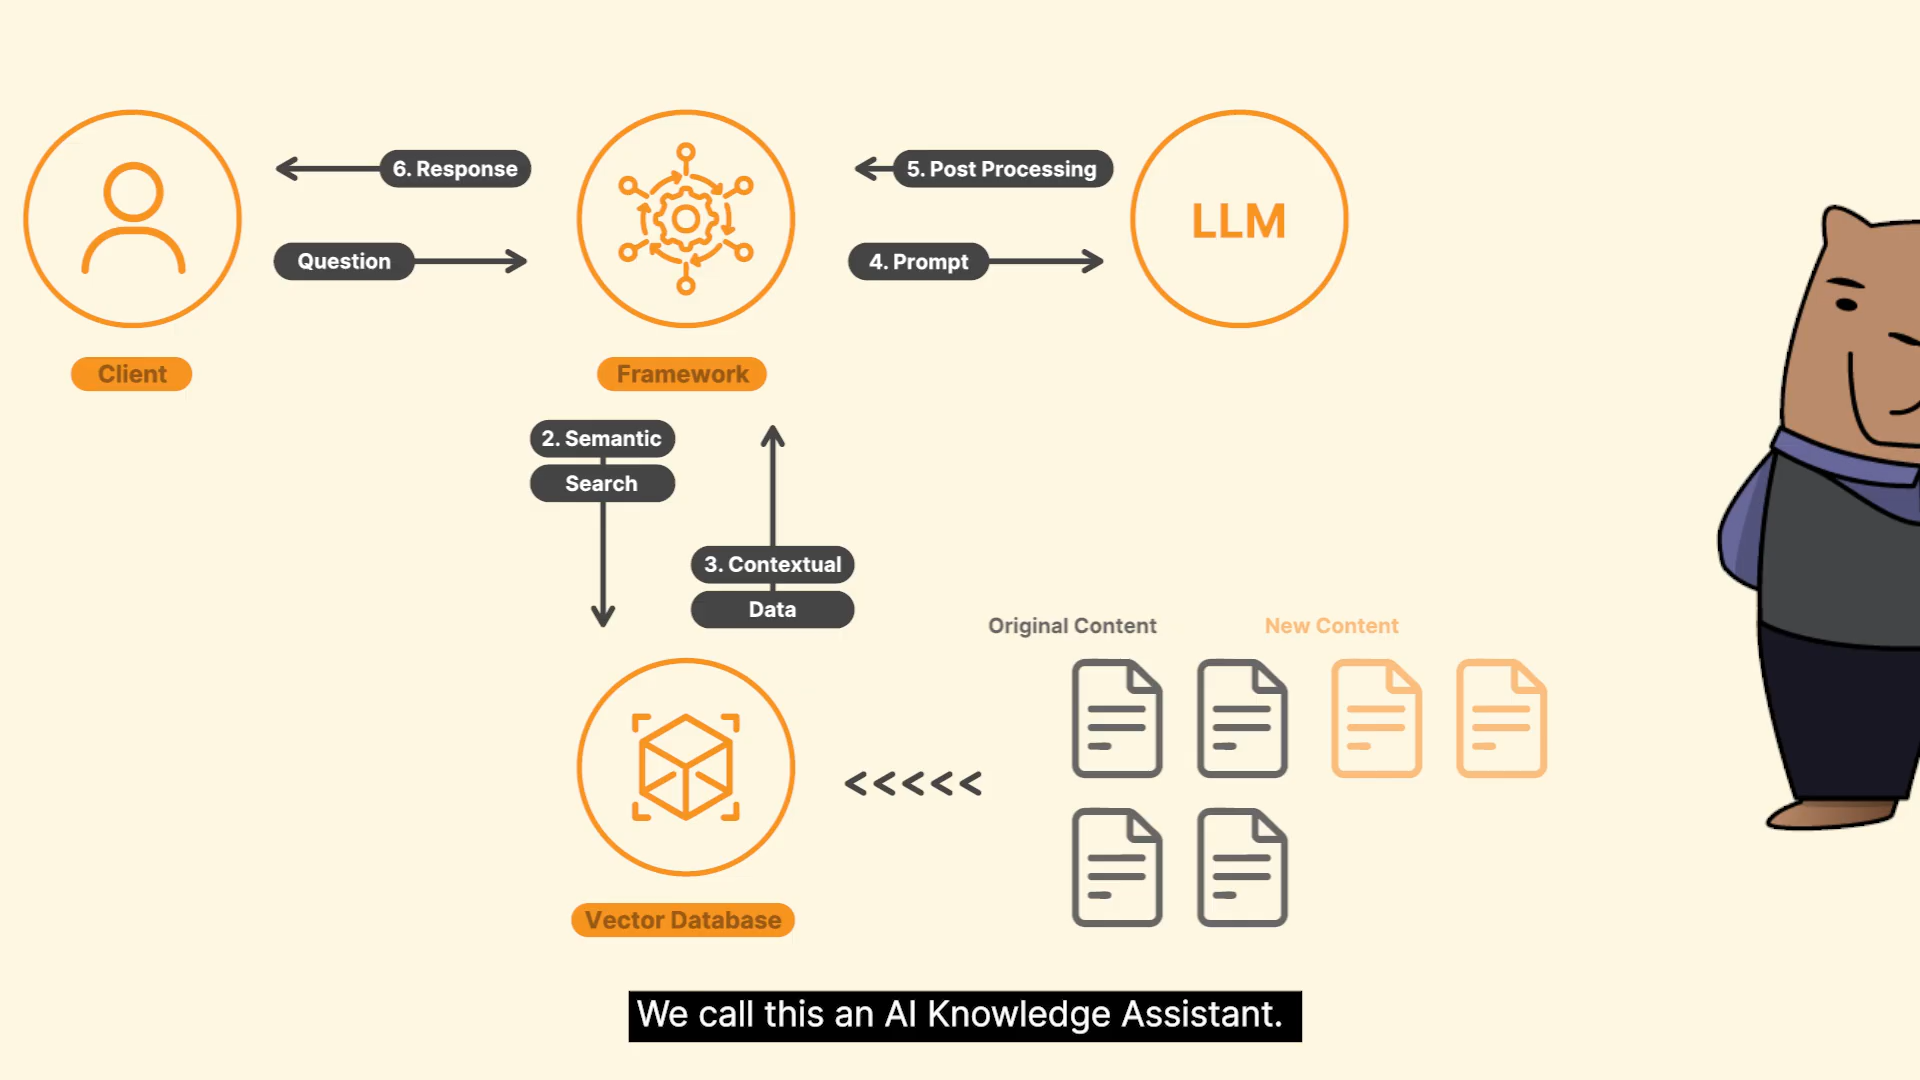 6. Response
5. Post Processing
LLM
Question
4. Prompt
Client
Framework
2. Semantic
Search
3. Contextual
Data
Original Content
New Content
Vector Database
We call this an AI Knowledge Assistant.